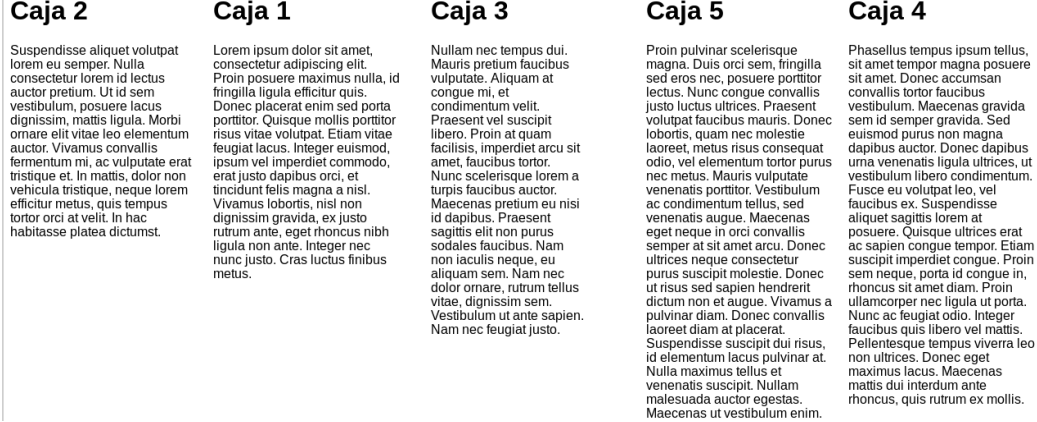 Caja 2
Suspendisse aliquet volutpat
lorem eu semper. Nulla
consectetur lorem id lectus
auctor pretium. Ut id sem
vestibulum, posuere lacus
dignissim, mattis ligula. Morbi
ornare elit vitae leo elementum
auctor. Vivamus convallis
fermentum mi, ac vulputate erat
tristique et. In mattis, dolor non
vehicula tristique, neque lorem
efficitur metus, quis tempus
tortor orci at velit. In hac
habitasse platea dictumst.
Caja 1
Lorem ipsum dolor sit amet,
consectetur adipiscing elit.
Proin posuere maximus nulla, id
fringilla ligula efficitur quis.
Donec placerat enim sed porta
porttitor. Quisque mollis porttitor
risus vitae volutpat. Etiam vitae
feugiat lacus. Integer euismod,
ipsum vel imperdiet commodo,
erat justo dapibus orci, et
tincidunt felis magna a nisl.
Vivamus lobortis, nisl non
dignissim gravida, ex justo
rutrum ante, eget rhoncus nibh
ligula non ante. Integer nec
nunc justo. Cras luctus finibus
metus.
Caja 3
Nullam nec tempus dui.
Mauris pretium faucibus
vulputate. Aliquam at
congue mi, et
condimentum velit.
Praesent vel suscipit
libero. Proin at quam
facilisis, imperdiet arcu sit
amet, faucibus tortor.
Nunc scelerisque lorem a
turpis faucibus auctor.
Maecenas pretium eu nisi
id dapibus. Praesent
sagittis elit non purus
sodales faucibus. Nam
non iaculis neque, eu
aliquam sem. Nam nec
dolor ornare, rutrum tellus
vitae, dignissim sem.
Vestibulum ut ante sapien.
Nam nec feugiat justo.
Caja 5
Proin pulvinar scelerisque
magna. Duis orci sem, fringilla
sed eros nec, posuere porttitor
lectus. Nunc congue convallis
justo luctus ultrices. Praesent
volutpat faucibus mauris. Donec
lobortis, quam nec molestie
laoreet, metus risus consequat
odio, vel elementum tortor purus
nec metus. Mauris vulputate
venenatis porttitor. Vestibulum
ac condimentum tellus, sed
venenatis augue. Maecenas
eget neque in orci convallis
semper at sit amet arcu. Donec
ultrices neque consectetur
purus suscipit molestie. Donec
ut risus sed sapien hendrerit
dictum non et augue. Vivamus a
pulvinar diam. Donec convallis
laoreet diam at placerat.
Suspendisse suscipit dui risus,
id elementum lacus pulvinar at.
Nulla maximus tellus et
venenatis suscipit. Nullam
malesuada auctor egestas.
Maecenas ut vestibulum enim.
Caja 4
Phasellus tempus ipsum tellus,
sit amet tempor magna posuere
sit amet. Donec accumsan
convallis tortor faucibus
vestibulum. Maecenas gravida
sem id semper gravida. Sed
euismod purus non magna
dapibus auctor. Donec dapibus
urna venenatis ligula ultrices, ut
vestibulum libero condimentum.
Fusce eu volutpat leo, vel
faucibus ex. Suspendisse
aliquet sagittis lorem at
posuere. Quisque ultrices erat
ac sapien congue tempor. Etiam
suscipit imperdiet congue. Proin
sem neque, porta id congue in,
rhoncus sit amet diam. Proin
ullamcorper nec ligula ut porta.
Nunc ac feugiat odio. Integer
faucibus quis libero vel mattis.
Pellentesque tempus viverra leo
non ultrices. Donec eget
maximus lacus. Maecenas
mattis dui interdum ante
rhoncus, quis rutrum ex mollis.